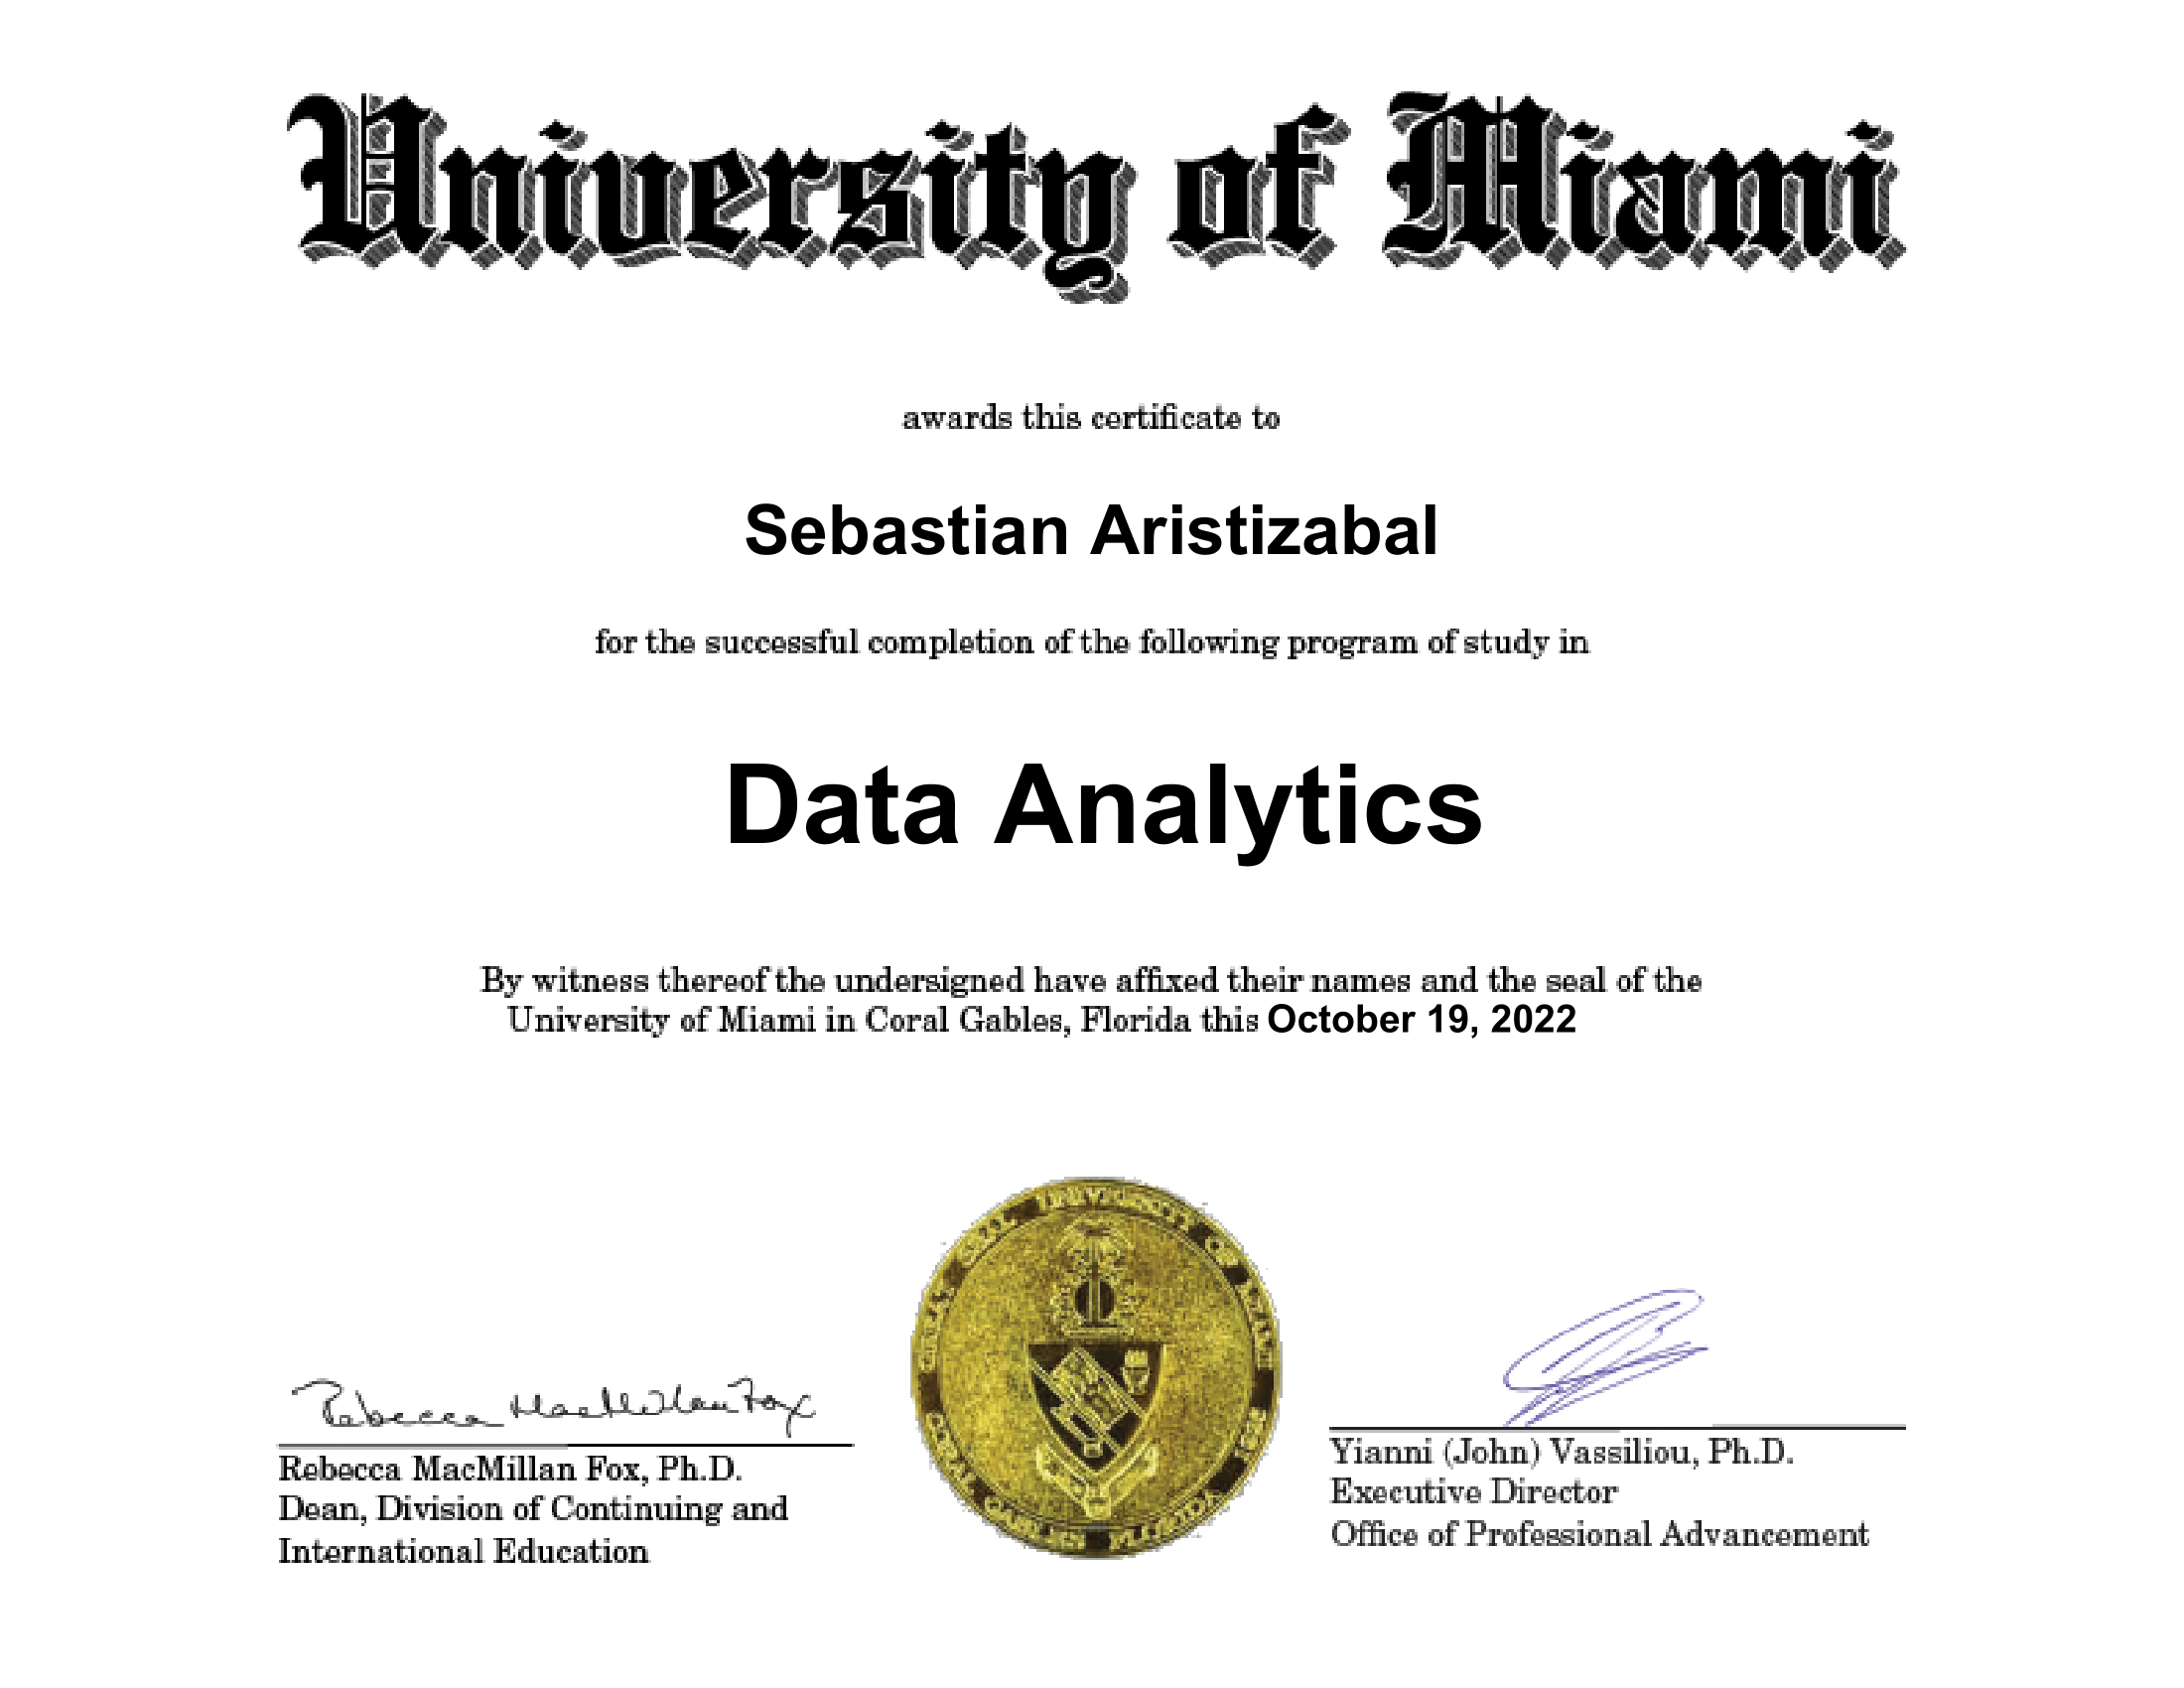 University of Miami
awards this certificate to
Sebastian Aristizabal
for the successful completion of the following program of study in
Data Analytics
By witness thereof the undersigned have affixed their names and the seal of the
University of Miami in Coral Gables, Florida this October 19, 2022
Rebecca MacMillan Fox
Rebecca MacMillan Fox, Ph.D.
Dean, Division of Continuing and
International Education
Yianni (John) Vassiliou, Ph.D.
Executive Director
Office of Professional Advancement